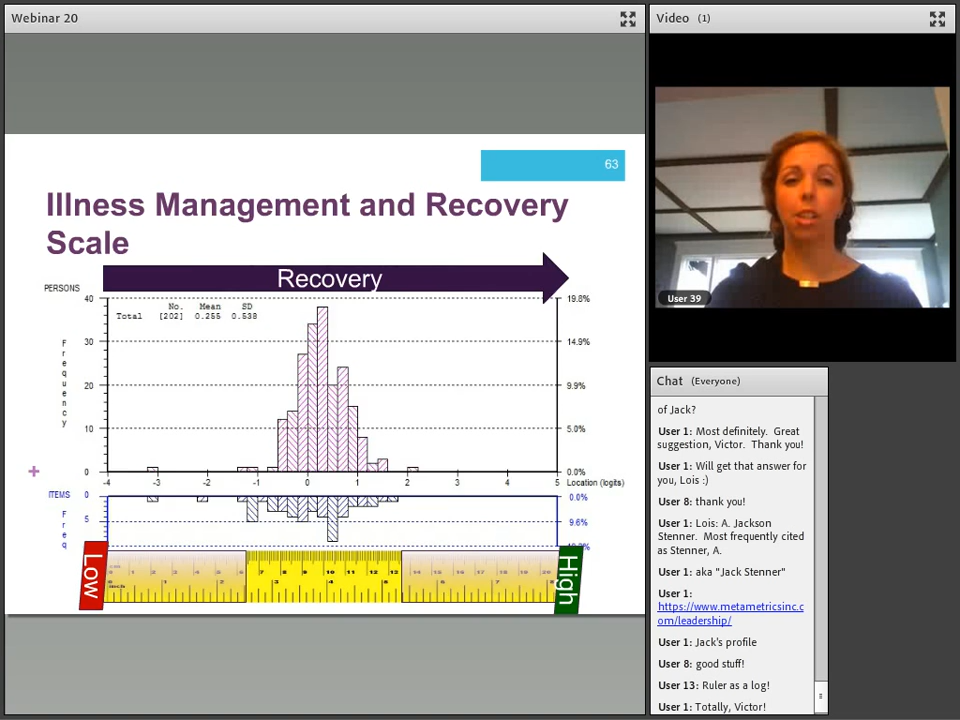 Webinar 20
63
Illness Management and Recovery
Scale
Recovery
PERSONS
No. Mean SD
Total [202] 0.255 0.538
Frequency
40
30
20
10
0
19.8%
14.9%
9.9%
5.0%
0.0%
-4 -3 -2 -1 0 1 2 3 4 5 Location (logits)
ITEMS
Freq
0
5
0.0%
9.6%
Low
High
Video (1)
User 39
Chat (Everyone)
of Jack?
User 1: Most definitely. Great
suggestion, Victor. Thank you!
User 1: Will get that answer for
you, Lois :)
User 8: thank you!
User 1: Lois: A. Jackson
Stenner. Most frequently cited
as Stenner, A.
User 1: aka "Jack Stenner"
User 1:
https://www.metametricsinc.c
om/leadership/
User 1: Jack's profile
User 8: good stuff!
User 13: Ruler as a log!
User 1: Totally, Victor!